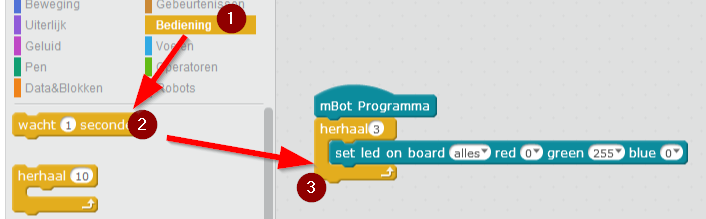 Beweging
Gebeurtenissen
Uiterlijk
Bediening
1
Geluid
Voelen
Pen
Operatoren
Data&Blokken
Robots
wacht 1 seconde
2
herhaal 10
mBot Programma
herhaal 3
set led on board alles red 0 green 255 blue 0
3